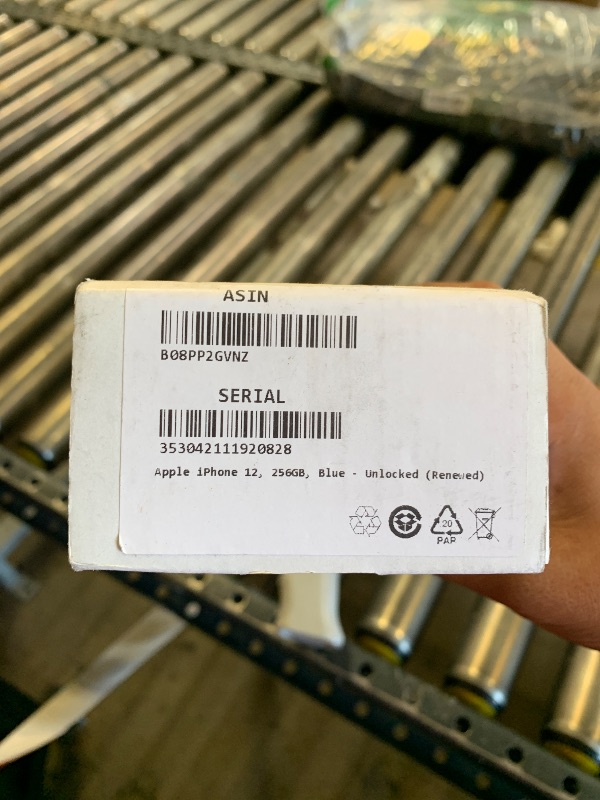 ASIN
B08PP2GVNZ
SERIAL
353042111920828
Apple iPhone 12, 256GB, Blue - Unlocked (Renewed)
20
PAP